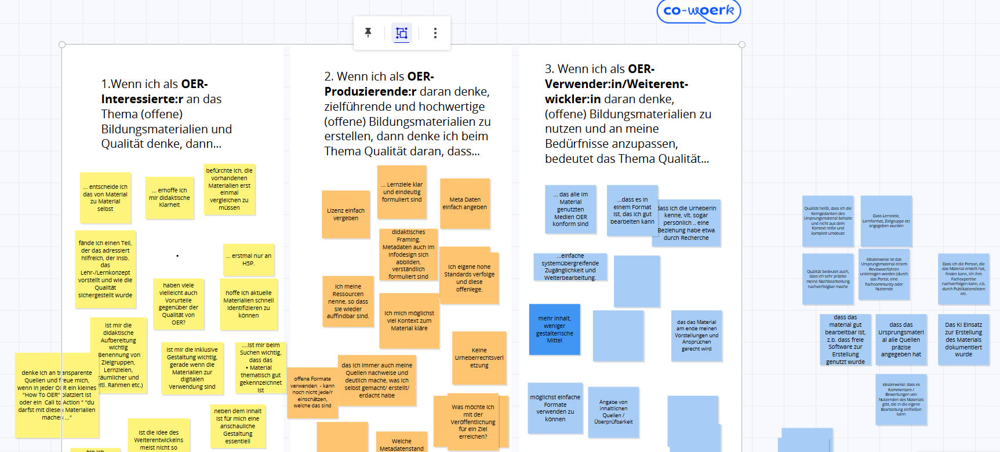 co-woerk
1.Wenn ich als OER-
Interessierte:r an das
Thema (offene)
Bildungsmaterialien und
Qualität denke, dann...
... entscheide ich
das von Material
zu Material
selbst
... erhoffe ich
mir didaktische
Klarheit
befürchte ich, die
vorhandenen
Materialien erst
einmal
vergleichen zu
müssen
fände ich einen Teil,
der das adressiert
hilfreich, der insb.
das
Lehr-/Lernkonzept
vorstellt und wie die
Qualität
sichergestellt wurde
•
... erstmal nur an
H5P.
haben viele
vielleicht auch
Vorurteile
gegenüber der
Qualität von
OER?
hoffe ich aktuelle
Materialien schnell
identifizieren zu
können
ist mir die
didaktische
Aufbereitung
wichtig
Benennung von
Zielgruppen,
Lernzielen,
räumlicher und
eitl. Rahmen etc.)
ist mir die inklusive
Gestaltung wichtig,
gerade wenn die
Materialien zur
digitalen
Verwendung sind
....ist mir beim
Suchen wichtig,
dass das
• Material
thematisch gut
gekennzeichnet
ist
denke ich an transparente
Quellen und freue mich,
wenn in jeder OER ein kleines
"How To OER" platziert ist
oder ein Call to Action " "du
darfst mit diesen Materialien
machen ..."
neben dem Inhalt
ist für mich eine
anschauliche
Gestaltung
essentiell
ist die Idee des
Weiterentwickelns
meist nicht so
bin ich
2. Wenn ich als OER-
Produzierende:r daran denke,
zielführende und hochwertige
(offene) Bildungsmaterialien zu
erstellen, dann denke ich beim
Thema Qualität daran, dass...
Lizenz einfach
vergeben
... Lernziele klar
und eindeutig
formuliert sind
Meta Daten
einfach angeben
didaktisches
Framing,
Metadaten auch im
Infodesign sich
abbilden,
verständlich
formuliert sind
ich eigene hohe
Standards verfolge
und diese
offenlege.
ich meine
Ressourcen
nenne, so dass
sie wieder
auffindbar sind.
ich mich möglichst
viel Kontext zum
Material kläre
Keine
Urheberrechtsverl
etzung
das ich immer auch meine
Quellen nachweise und
deutlich mache, was ich
selbst gemacht/ erstellt/
erdacht habe
offene Formate
verwenden - kann
noch nicht jede/r
einschätzen,
welche das sind
Was möchte ich
mit der
Veröffentlichung
für ein Ziel
erreichen?
Welche
Metadatenstand
3. Wenn ich als OER-
Verwender:in/Weiterent-
wickler:in daran denke,
(offene) Bildungsmaterialien zu
nutzen und an meine
Bedürfnisse anzupassen,
bedeutet das Thema Qualität...
... das alle im
Material
genutzten
Medien OER
konform sind
...dass es in
einem Format
ist, das ich gut
bearbeiten kann
dass ich die UrheberIn
kenne, vlt. sogar
persönlich .. eine
Beziehung habe etwa
durch Recherche
...einfache
systemübergreifende
Zugänglichkeit und
Weiterbearbeitung.
mehr Inhalt,
weniger
gestalterische
Mittel
das das Material
am ende meinen
Vorstellungen und
Ansprüchen
gerecht wird
möglichst einfache
Formate
verwenden zu
können
Angabe von
inhaltlichen
Quellen /
Überprüfbarkeit
Qualität heißt, dass ich die
Kerngedanken des
Ursprungsmaterial behalte
und nicht aus dem
Kontext reiße und
komplett umdeute
Dass Lernziele,
Lernformat, Zielgruppe etc
angegeben wurden
Qualität bedeutet auch,
dass ich sehr präzise
meine Nachbearbeitung
nachverfolgbar mache
Idealerweise ist das
Ursprungsmaterial einem
Reviewverfahren
unterzogen worden (durch
das Portal, eine
Fachcommunity oder
Nutzende
Dass ich die Person, die
das Material erstellt hat,
finden kann, ich ihre
Fachexpertise
nachverfolgen kann, z.b.
durch Publikationslisten
etc.
dass das
material gut
bearbeitbar ist,
z.b. dass freie
Software zur
Erstellung
genutzt wurde
dass das
Ursprungsmateri
al alle Quellen
präzise
angegeben hat
Das KI Einsatz
zur Erstellung
des Materials
dokumentiert
wurde
idealerweise: dass es
Kommentare /
Bewertungen von
Nutzenden des Materials
gibt, die in die eigene
Bearbeitung einfließen
kann